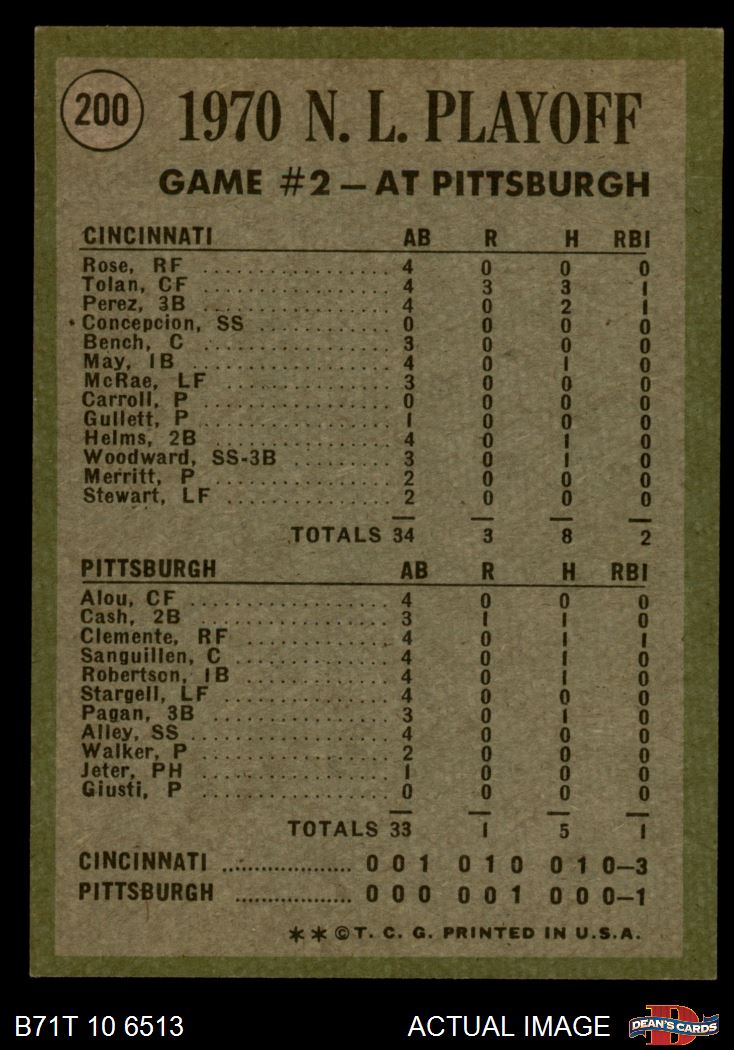 200
1970 N. L. PLAYOFF
GAME #2 – AT PITTSBURGH
CINCINNATI AB R H RBI
Rose, RF .................. 4 0 0 0
Tolan, CF .................. 4 3 3 1
Perez, 3B .................. 4 0 2 1
Concepcion, SS ............ 0 0 0 0
Bench, C .................. 3 0 0 0
May, 1B .................. 4 0 1 0
McRae, LF .................. 3 0 0 0
Carroll, P .................. 0 0 0 0
Gullett, P .................. 1 0 0 0
Helms, 2B .................. 4 0 1 0
Woodward, SS-3B ......... 3 0 1 0
Merritt, P .................. 2 0 0 0
Stewart, LF ............... 2 0 0 0
TOTALS 34 3 8 2
PITTSBURGH AB R H RBI
Alou, CF .................. 4 0 0 0
Cash, 2B .................. 3 1 1 0
Clemente, RF ............... 4 0 1 1
Sanguillen, C ............... 4 0 1 0
Robertson, 1B ............... 4 0 1 0
Stargell, LF ............... 4 0 0 0
Pagan, 3B .................. 3 0 1 0
Alley, SS .................. 4 0 0 0
Walker, P .................. 2 0 0 0
Jeter, PH .................. 1 0 0 0
Giusti, P .................. 0 0 0 0
TOTALS 33 1 5 1
CINCINNATI .................. 0 0 1 0 1 0 0 1 0–3
PITTSBURGH .................. 0 0 0 0 0 1 0 0 0–1
** © T. C. G. PRINTED IN U.S.A.
B71T 10 6513 ACTUAL IMAGE DEAN'S CARDS